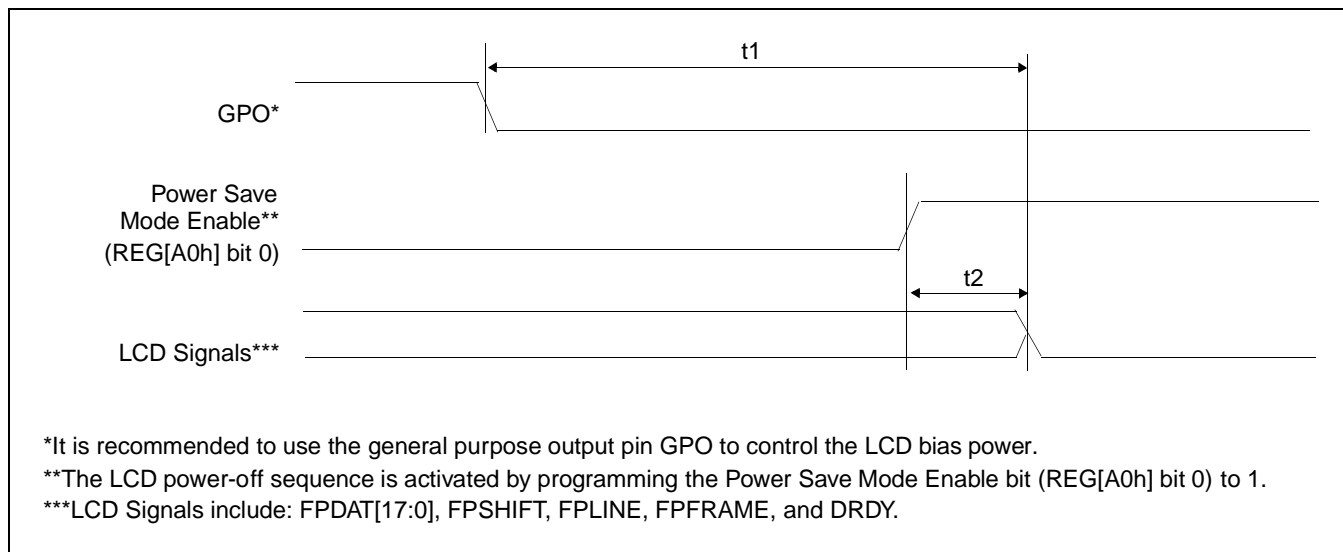 t1
GPO*
Power Save
Mode Enable**
(REG[A0h] bit 0)
t2
LCD Signals***
*It is recommended to use the general purpose output pin GPO to control the LCD bias power.
**The LCD power-off sequence is activated by programming the Power Save Mode Enable bit (REG[A0h] bit 0) to 1.
***LCD Signals include: FPDAT[17:0], FPSHIFT, FPLINE, FPFRAME, and DRDY.